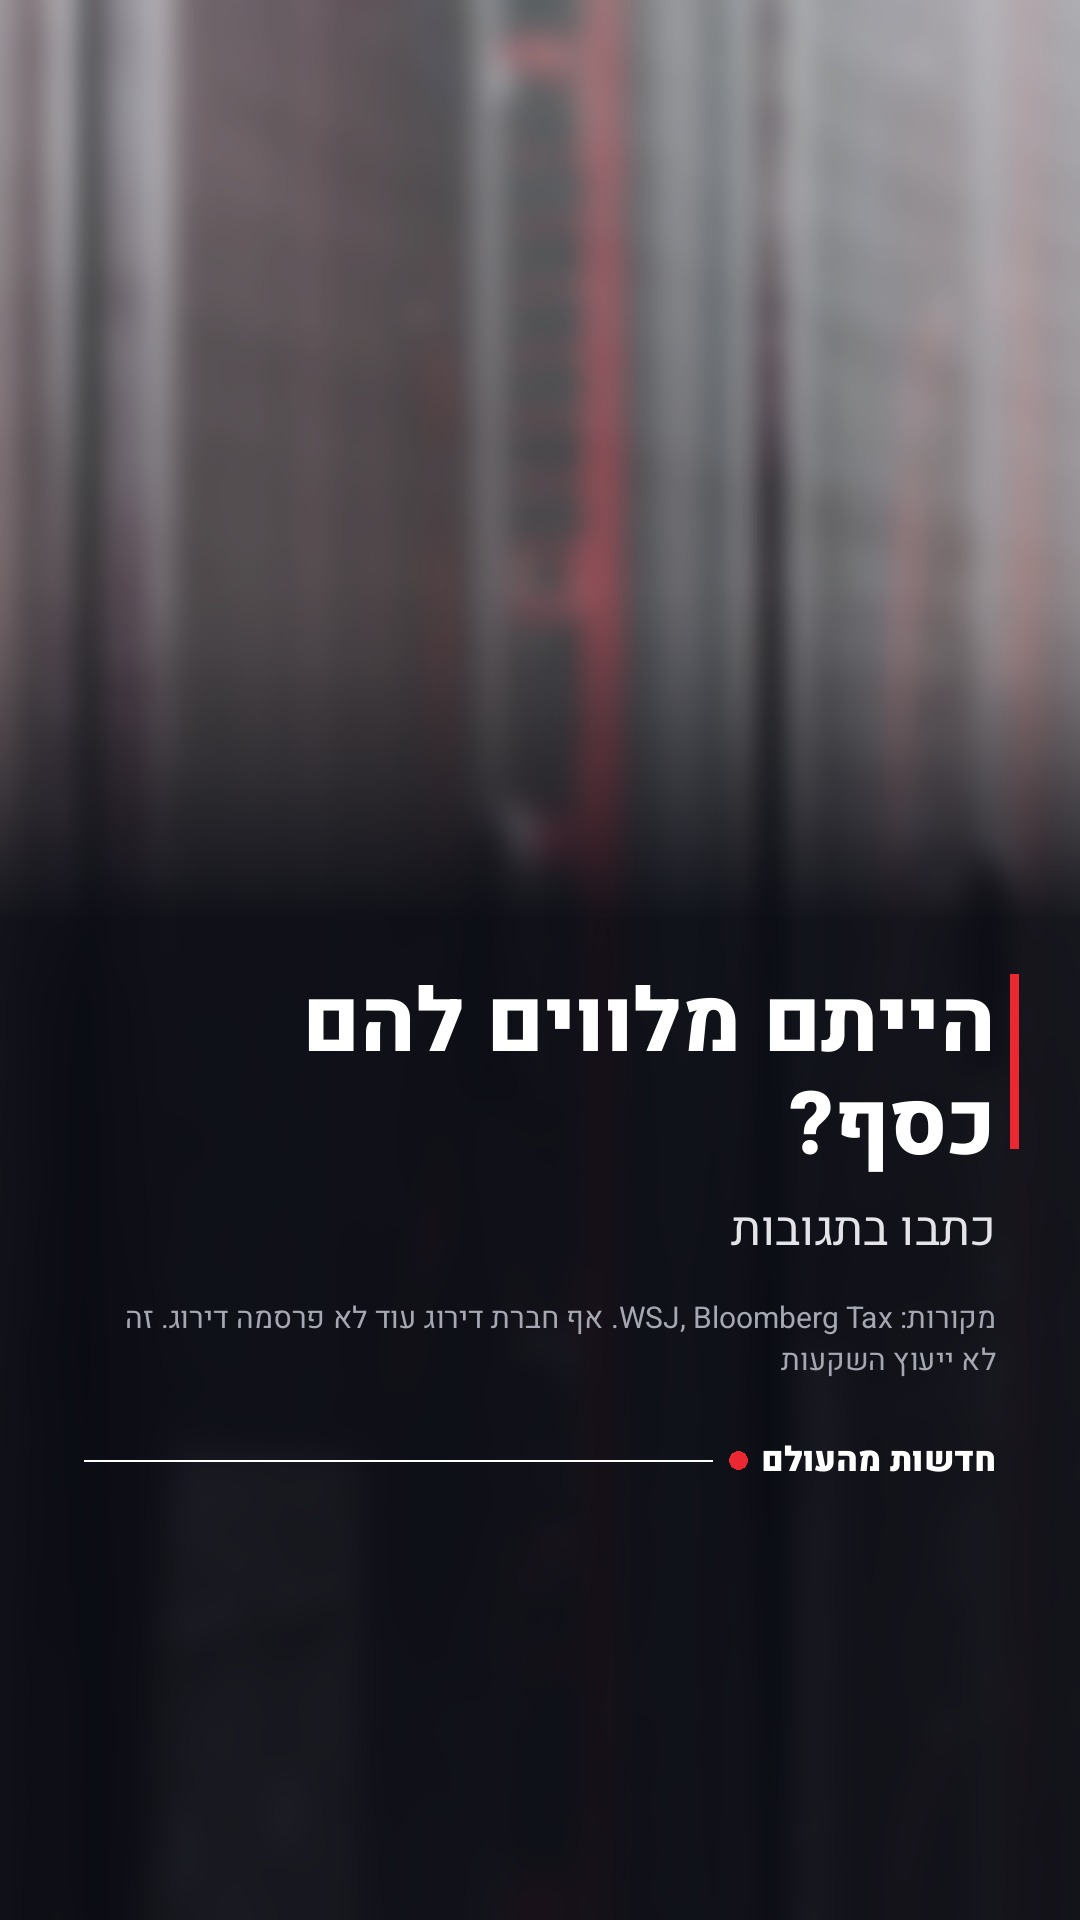 הייתם מלווים להם
כסף?
כתבו בתגובות
מקורות: WSJ, Bloomberg Tax. אף חברת דירוג עוד לא פרסמה דירוג. זה
לא ייעוץ השקעות
חדשות מהעולם